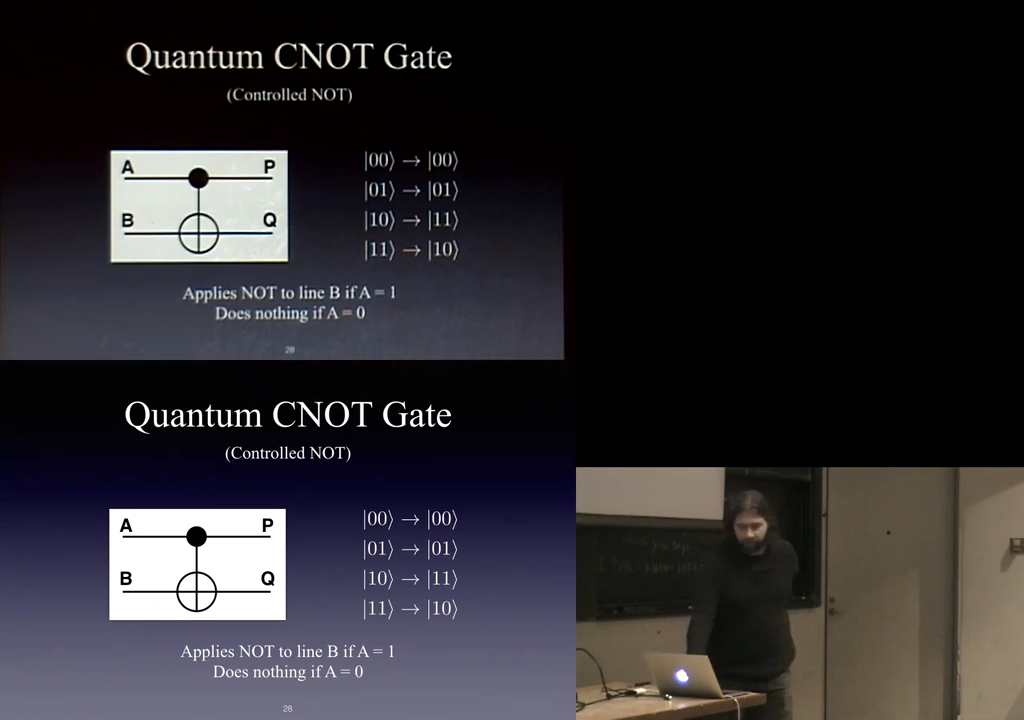 Quantum CNOT Gate
(Controlled NOT)
A P
B Q
|00⟩ → |00⟩
|01⟩ → |01⟩
|10⟩ → |11⟩
|11⟩ → |10⟩
Applies NOT to line B if A = 1
Does nothing if A = 0
28
Quantum CNOT Gate
(Controlled NOT)
A P
B Q
|00⟩ → |00⟩
|01⟩ → |01⟩
|10⟩ → |11⟩
|11⟩ → |10⟩
Applies NOT to line B if A = 1
Does nothing if A = 0
28